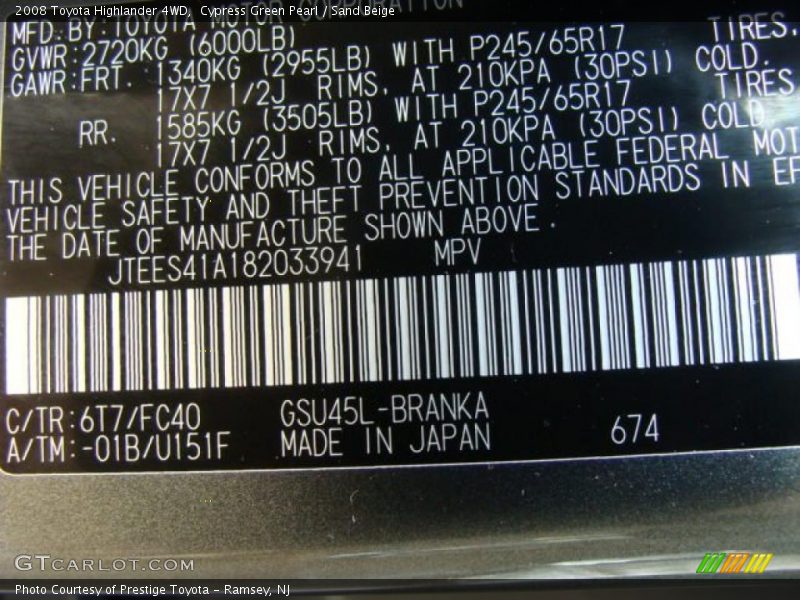 2008 Toyota Highlander 4WD, Cypress Green Pearl / Sand Beige
MFD. BY: TOYOTA MOTOR CORPORATION
GVWR: 2720KG (6000LB)
GAWR: FRT. 1340KG (2955LB) WITH P245/65R17 TIRES,
17X7 1/2J RIMS, AT 210KPA (30PSI) COLD.
RR. 1585KG (3505LB) WITH P245/65R17 TIRES
17X7 1/2J RIMS, AT 210KPA (30PSI) COLD
THIS VEHICLE CONFORMS TO ALL APPLICABLE FEDERAL MOT
VEHICLE SAFETY AND THEFT PREVENTION STANDARDS IN EF
THE DATE OF MANUFACTURE SHOWN ABOVE.
JTEES41A182033941 MPV
C/TR: 6T7/FC40 GSU45L-BRANKA
A/TM: -01B/U151F MADE IN JAPAN 674
GTCARLOT.COM
Photo Courtesy of Prestige Toyota - Ramsey, NJ